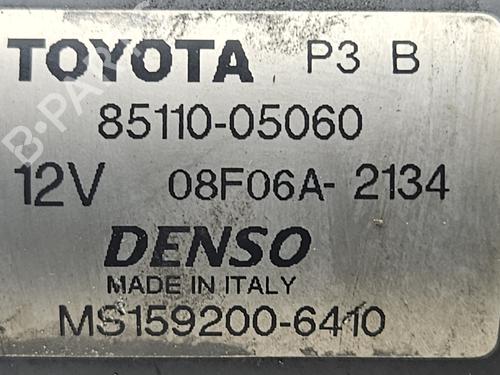 TOYOTA P3 B
85110-05060
12V 08F06A-2134
DENSO
MADE IN ITALY
MS159200-6410